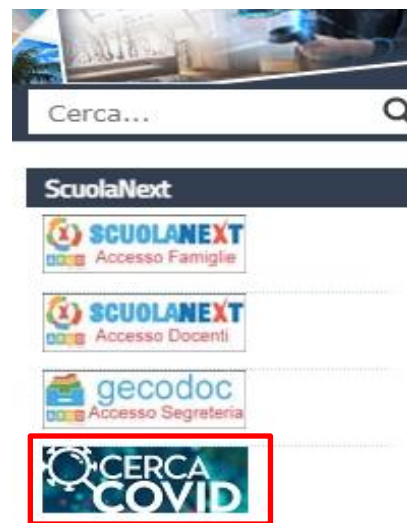 Cerca...
ScuolaNext
SCUOLANEXT
Accesso Famiglie
SCUOLANEXT
Accesso Docenti
gecodoc
Accesso Segreteria
CERCA
COVID